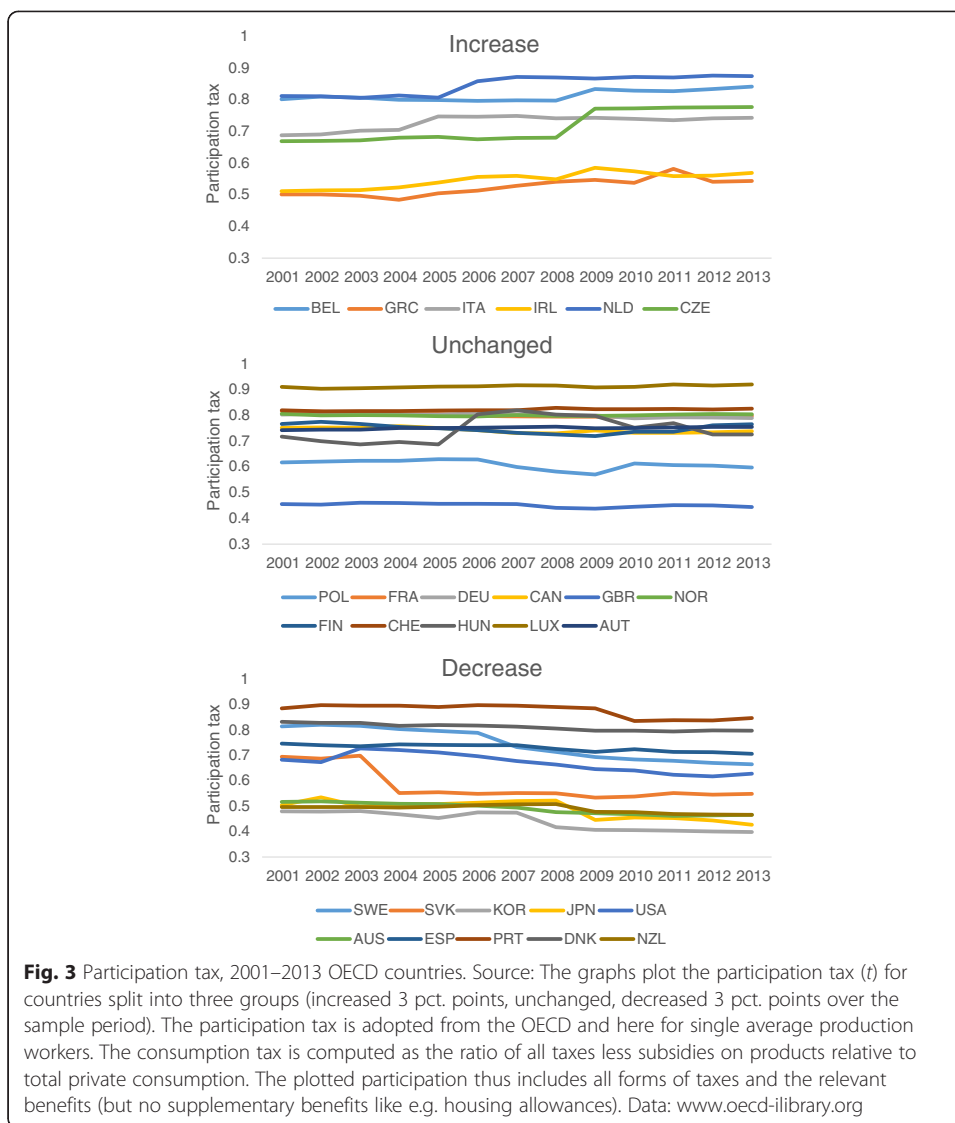 Increase
Participation tax
1
0.9
0.8
0.7
0.6
0.5
0.4
0.3
2001 2002 2003 2004 2005 2006 2007 2008 2009 2010 2011 2012 2013
BEL GRC ITA IRL NLD CZE
Unchanged
Participation tax
1
0.9
0.8
0.7
0.6
0.5
0.4
0.3
2001 2002 2003 2004 2005 2006 2007 2008 2009 2010 2011 2012 2013
POL FRA DEU CAN GBR NOR
FIN CHE HUN LUX AUT
Decrease
Participation tax
1
0.9
0.8
0.7
0.6
0.5
0.4
0.3
2001 2002 2003 2004 2005 2006 2007 2008 2009 2010 2011 2012 2013
SWE SVK KOR JPN USA
AUS ESP PRT DNK NZL
Fig. 3 Participation tax, 2001–2013 OECD countries. Source: The graphs plot the participation tax (t) for
countries split into three groups (increased 3 pct. points, unchanged, decreased 3 pct. points over the
sample period). The participation tax is adopted from the OECD and here for single average production
workers. The consumption tax is computed as the ratio of all taxes less subsidies on products relative to
total private consumption. The plotted participation thus includes all forms of taxes and the relevant
benefits (but no supplementary benefits like e.g. housing allowances). Data: www.oecd-ilibrary.org